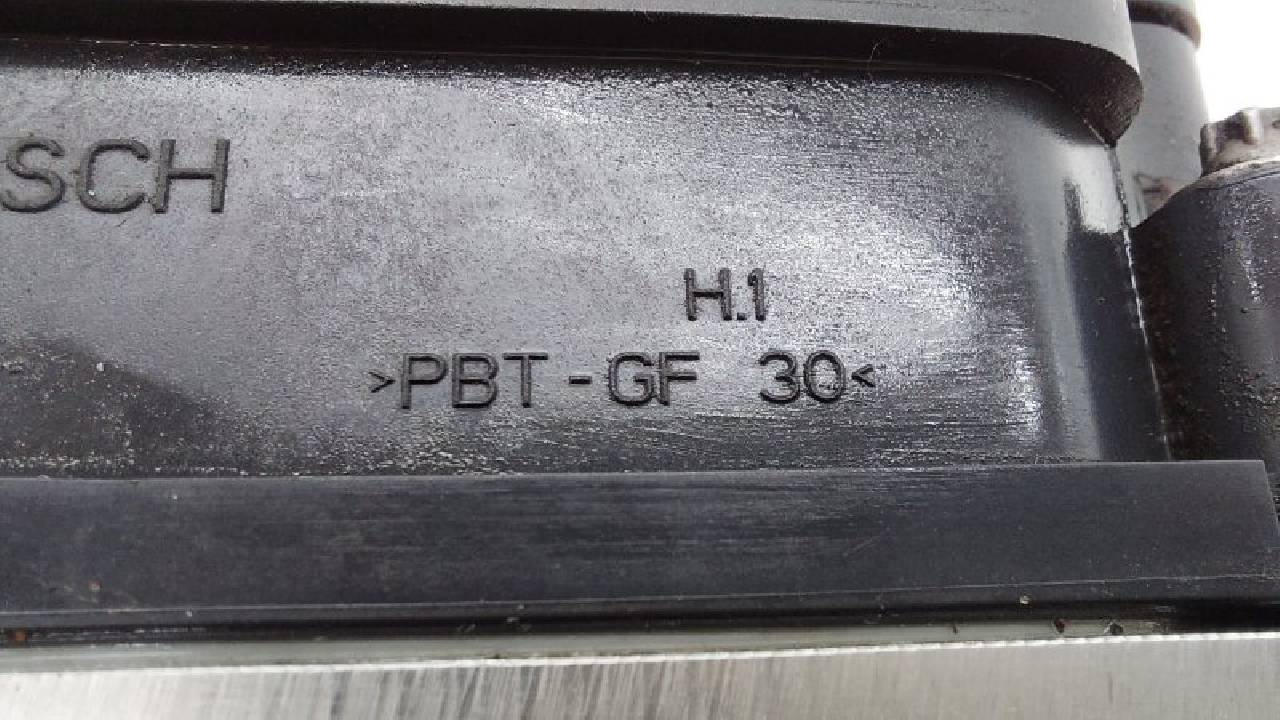 SCH
H.1
>PBT-GF 30<